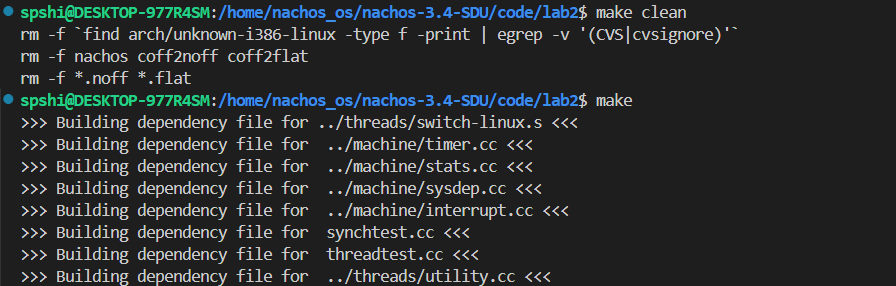 spshi@DESKTOP-977R4SM:/home/nachos_os/nachos-3.4-SDU/code/lab2$ make clean
rm -f `find arch/unknown-i386-linux -type f -print | egrep -v '(CVS|cvsignore)'`
rm -f nachos coff2noff coff2flat
rm -f *.noff *.flat
spshi@DESKTOP-977R4SM:/home/nachos_os/nachos-3.4-SDU/code/lab2$ make
>>> Building dependency file for ../threads/switch-linux.s <<<
>>> Building dependency file for  ../machine/timer.cc <<<
>>> Building dependency file for  ../machine/stats.cc <<<
>>> Building dependency file for  ../machine/sysdep.cc <<<
>>> Building dependency file for  ../machine/interrupt.cc <<<
>>> Building dependency file for  synchtest.cc <<<
>>> Building dependency file for  threadtest.cc <<<
>>> Building dependency file for  ../threads/utility.cc <<<